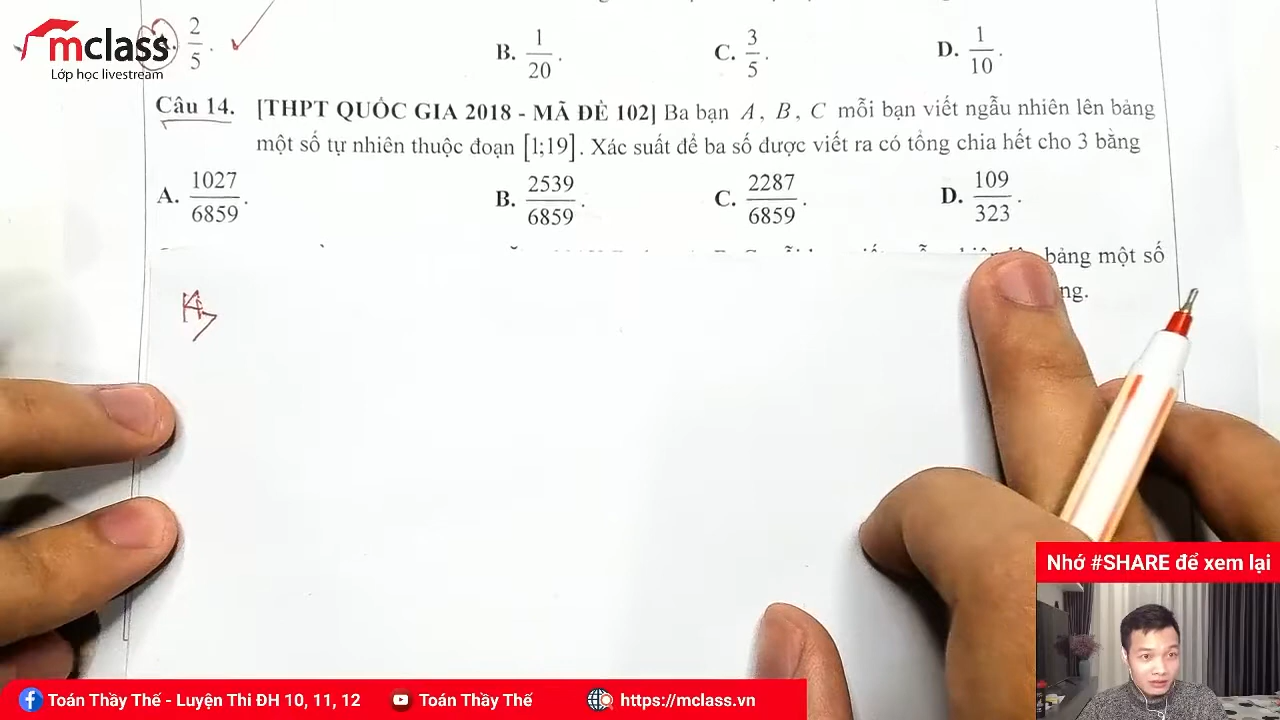 mclass
Lớp học livestream
A. 2/5.
B. 1/20.
C. 3/5.
D. 1/10.
Câu 14. [THPT QUỐC GIA 2018 - MÃ ĐỀ 102] Ba bạn A, B, C mỗi bạn viết ngẫu nhiên lên bảng
một số tự nhiên thuộc đoạn [1;19]. Xác suất để ba số được viết ra có tổng chia hết cho 3 bằng
A. 1027/6859.
B. 2539/6859.
C. 2287/6859.
D. 109/323.
bảng một số
ng.
Nhớ #SHARE để xem lại
Toán Thầy Thế - Luyện Thi ĐH 10, 11, 12
Toán Thầy Thế
https://mclass.vn